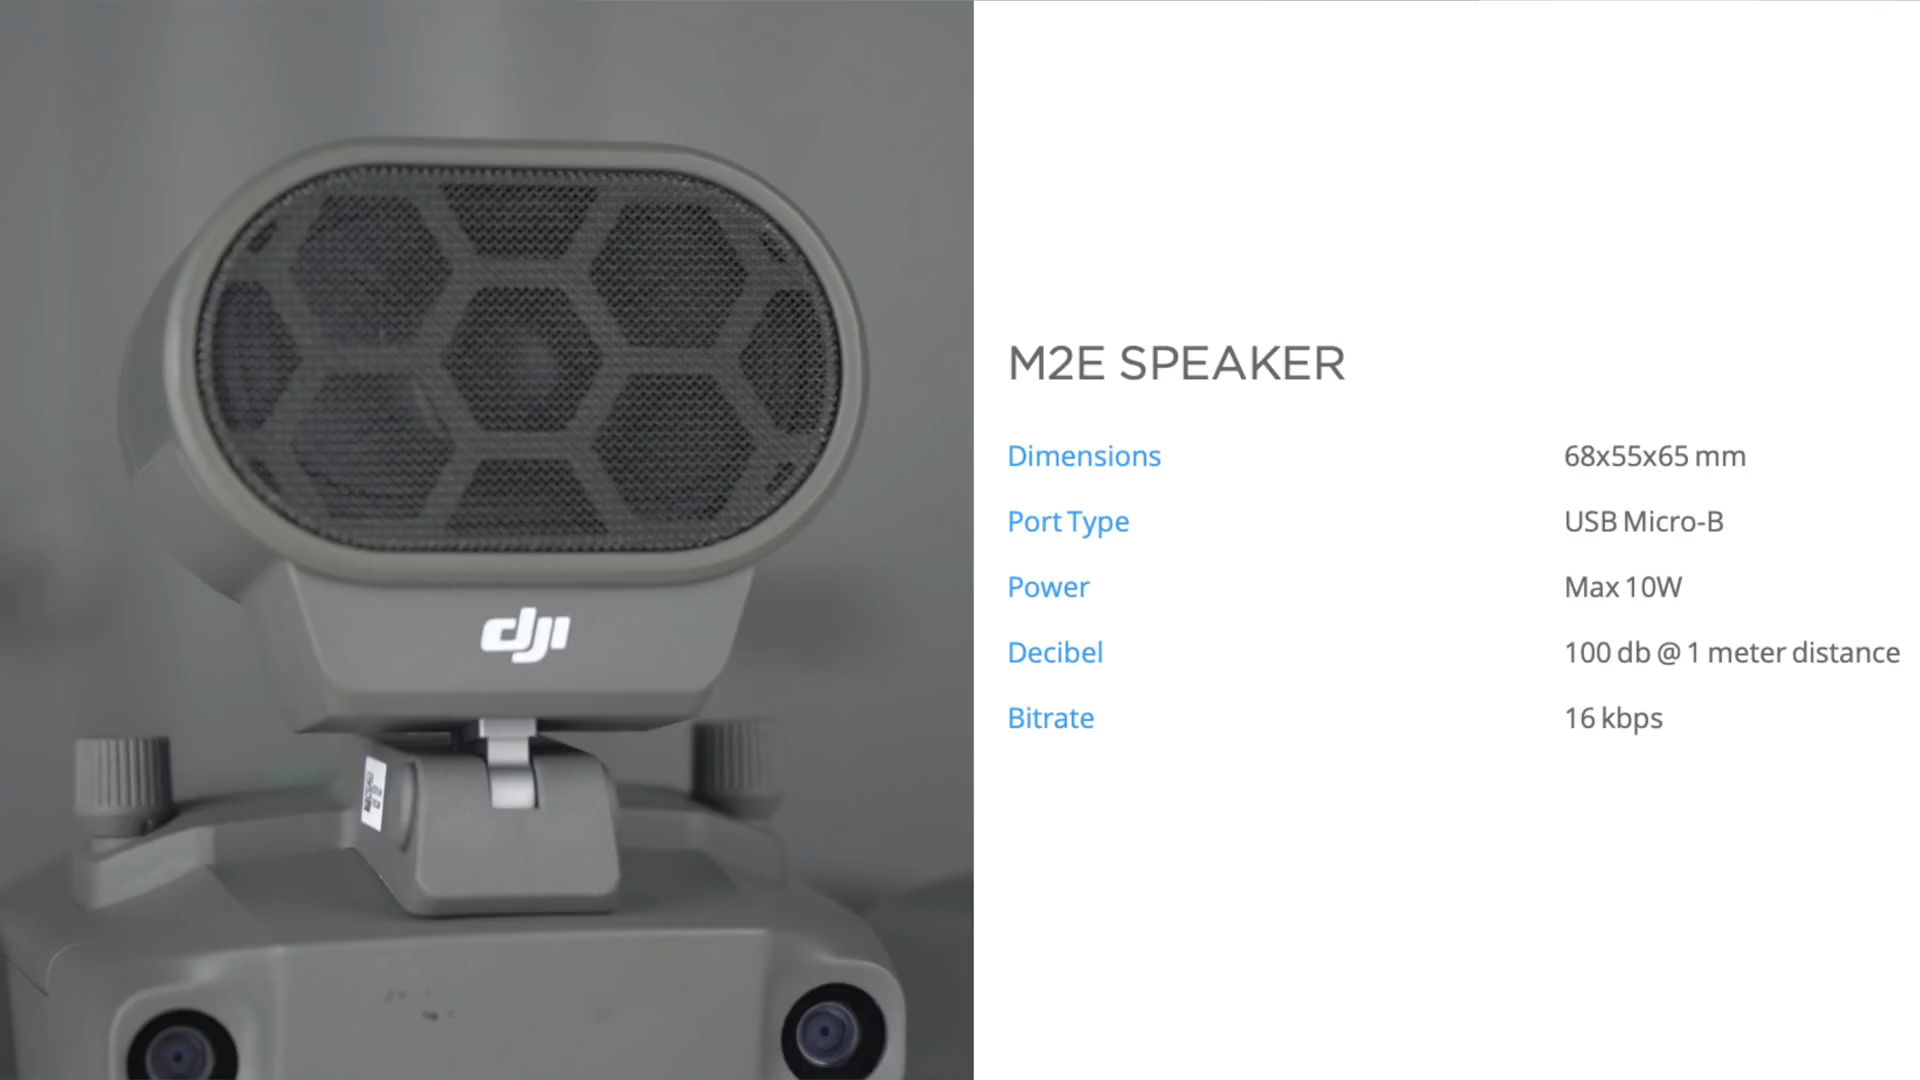 dji
M2E SPEAKER
Dimensions 68x55x65 mm
Port Type USB Micro-B
Power Max 10W
Decibel 100 db @ 1 meter distance
Bitrate 16 kbps